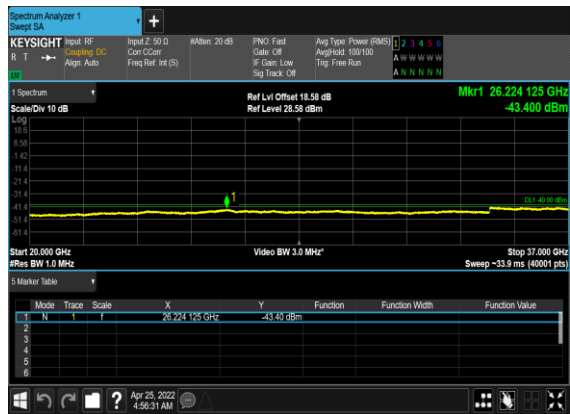 Spectrum Analyzer 1
Swept SA
KEYSIGHT Input: RF Input Z: 50 Ω #Atten: 20 dB PNO: Fast Avg Type: Power (RMS) 1 2 3 4 5 6
R T Coupling: DC Corr CCorr Gate: Off Avg|Hold: 100/100 A W W W W W
Align: Auto Freq Ref: Int (S) IF Gain: Low Trig: Free Run
Sig Track: Off A N N N N N
LW
1 Spectrum Ref Lvl Offset 18.58 dB Mkr1 26.224 125 GHz
Scale/Div 10 dB Ref Level 28.58 dBm -43.400 dBm
Log
18.6
8.58
-1.42
-11.4
-21.4
-31.4
1
DL1 -40.00 dBm
-41.4
-51.4
-61.4
Start 20.000 GHz Video BW 3.0 MHz* Stop 37.000 GHz
#Res BW 1.0 MHz Sweep ~33.9 ms (40001 pts)
5 Marker Table
Mode Trace Scale X Y Function Function Width Function Value
1 N 1 f 26.224 125 GHz -43.40 dBm
2
3
4
5
6
? Apr 25, 2022
4:56:31 AM